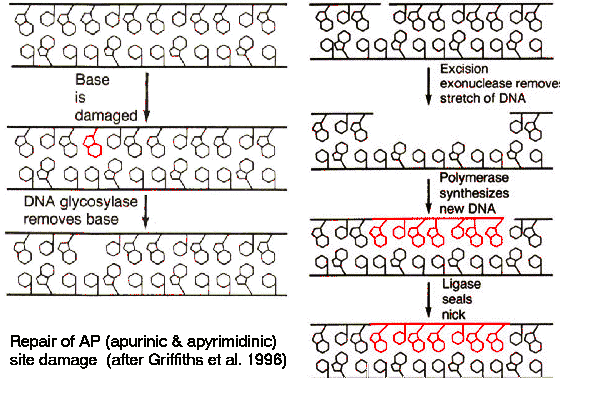 Base
is
damaged
DNA glycosylase
removes base
Repair of AP (apurinic & apyrimidinic)
site damage (after Griffiths et al. 1996)
Excision
exonuclease removes
stretch of DNA
Polymerase
synthesizes
new DNA
Ligase
seals
nick